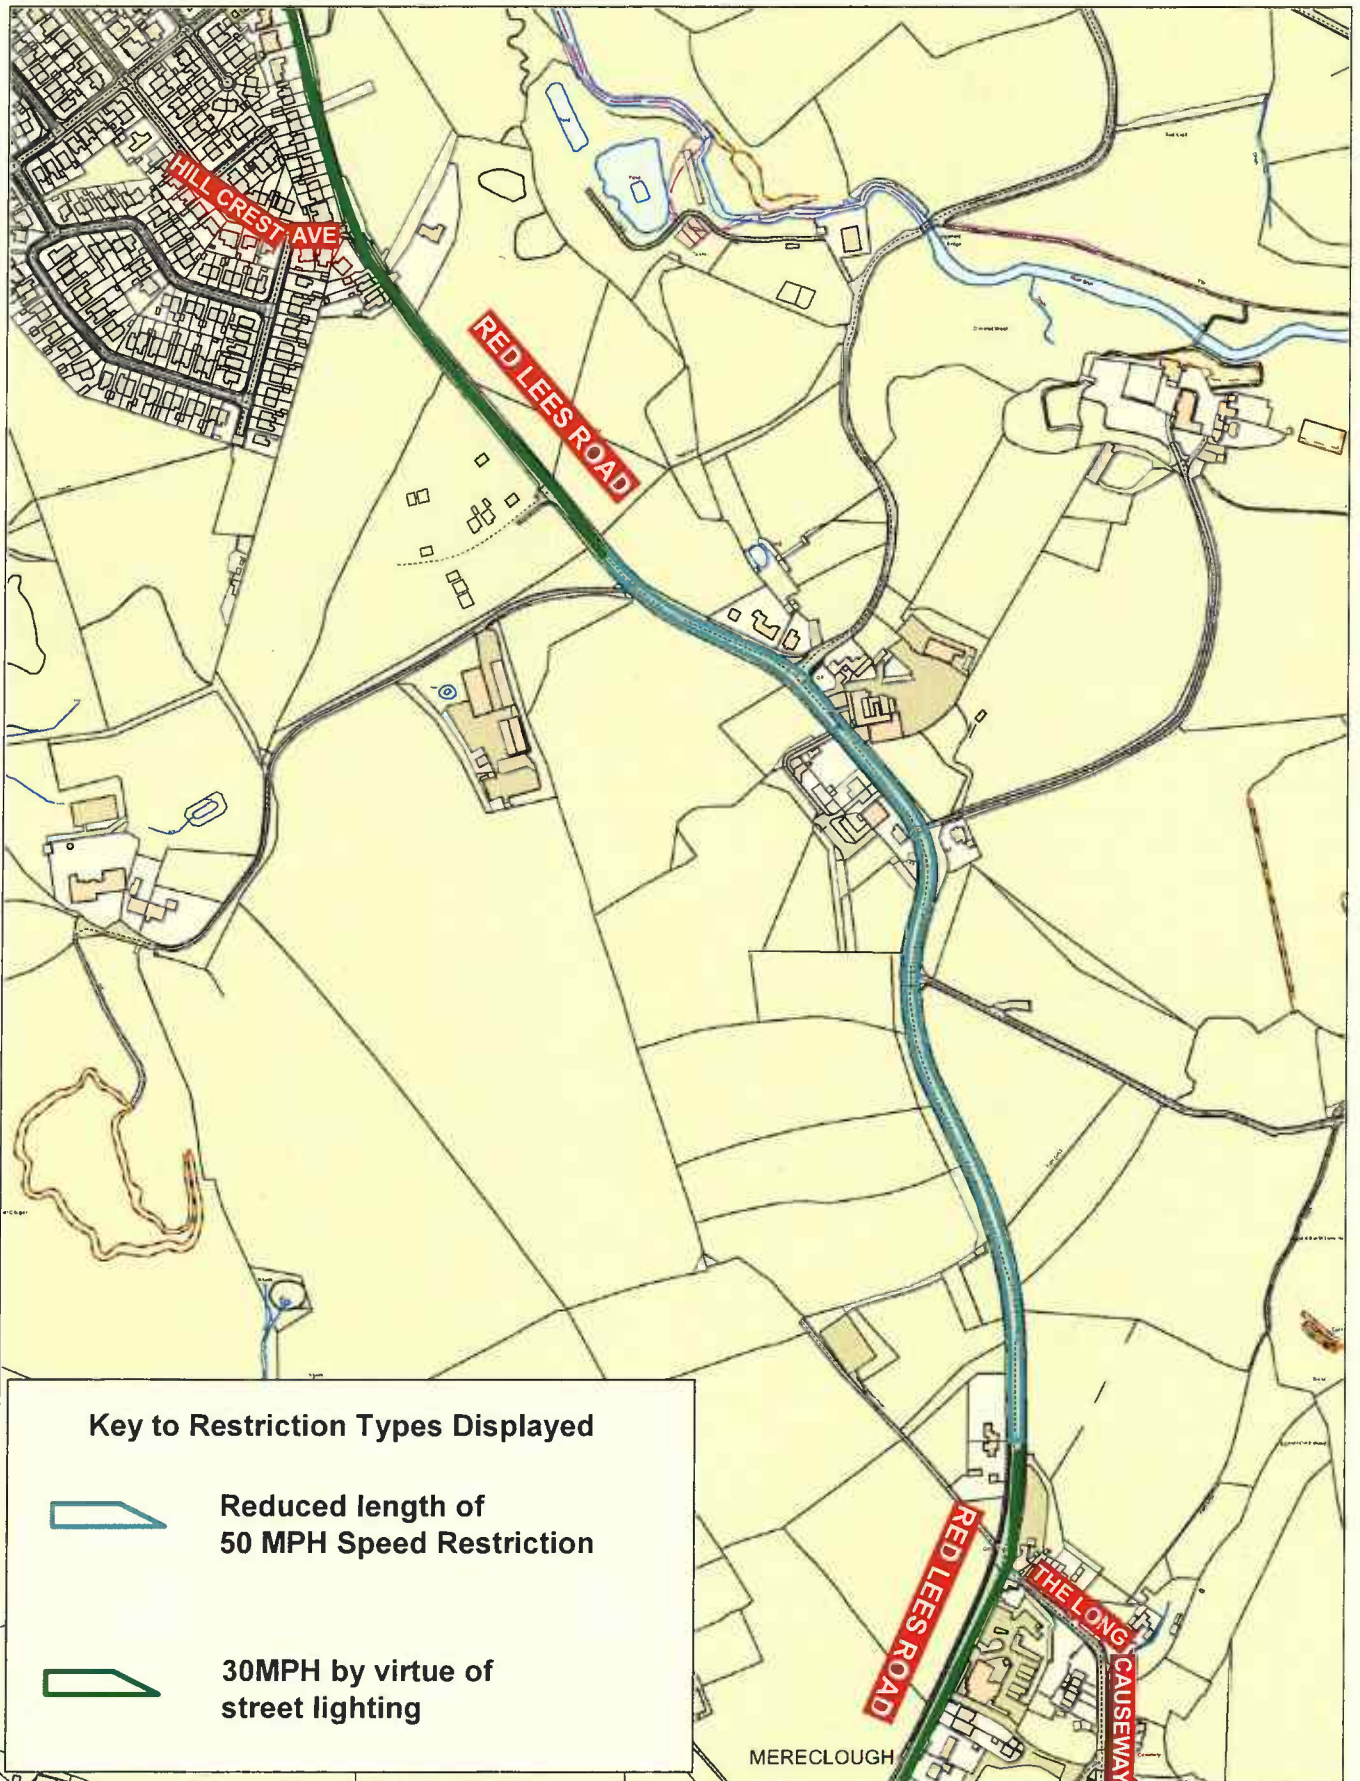 HILL CREST AVE
RED LEES ROAD
RED LEES ROAD
THE LONG CAUSEWAY
MERECLOUGH
Key to Restriction Types Displayed
Reduced length of
50 MPH Speed Restriction
30MPH by virtue of
street lighting